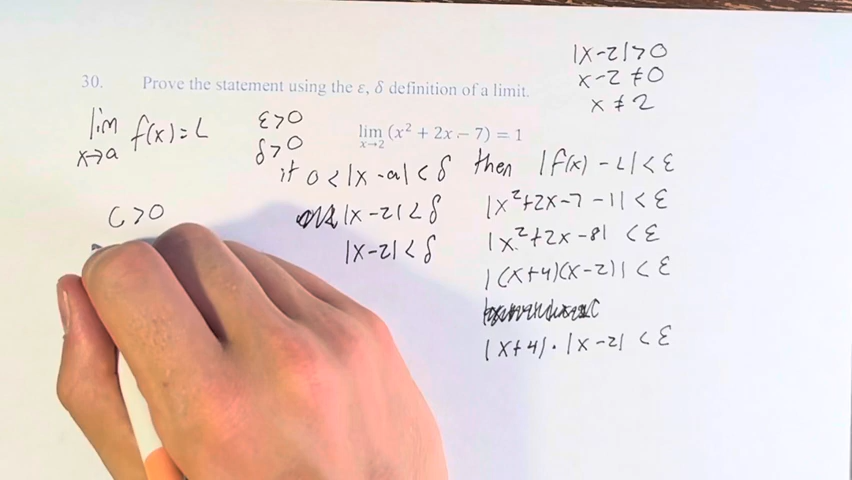 |x-2|>0
x-2≠0
x≠2
30. Prove the statement using the ε, δ definition of a limit.
lim x→a f(x)=L
ε>0
δ>0
lim x→2 (x² + 2x - 7) = 1
if 0<|x-a|<δ then |f(x)-L|<ε
|x-2|<δ |x²+2x-7-1|<ε
|x-2|<δ |x²+2x-8|<ε
C>0
|(x+4)(x-2)|<ε
|x+4|·|x-2|<ε